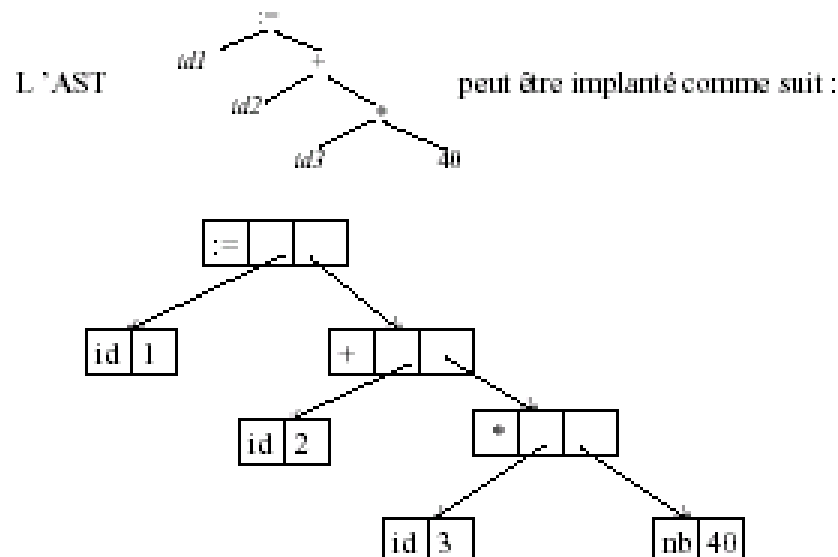 :=
id1
+
L 'AST
peut être implanté comme suit :
id2
*
id3
40
:=
id 1
+
id 2
*
id 3
nb 40